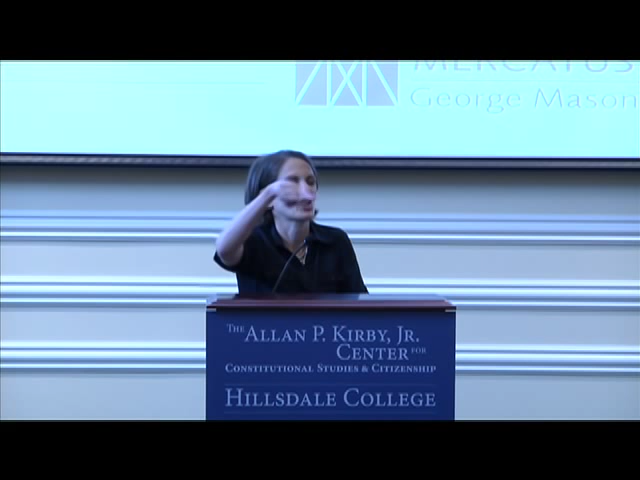 MERCATUS
George Mason
THE ALLAN P. KIRBY, JR.
CENTER FOR
CONSTITUTIONAL STUDIES & CITIZENSHIP
HILLSDALE COLLEGE